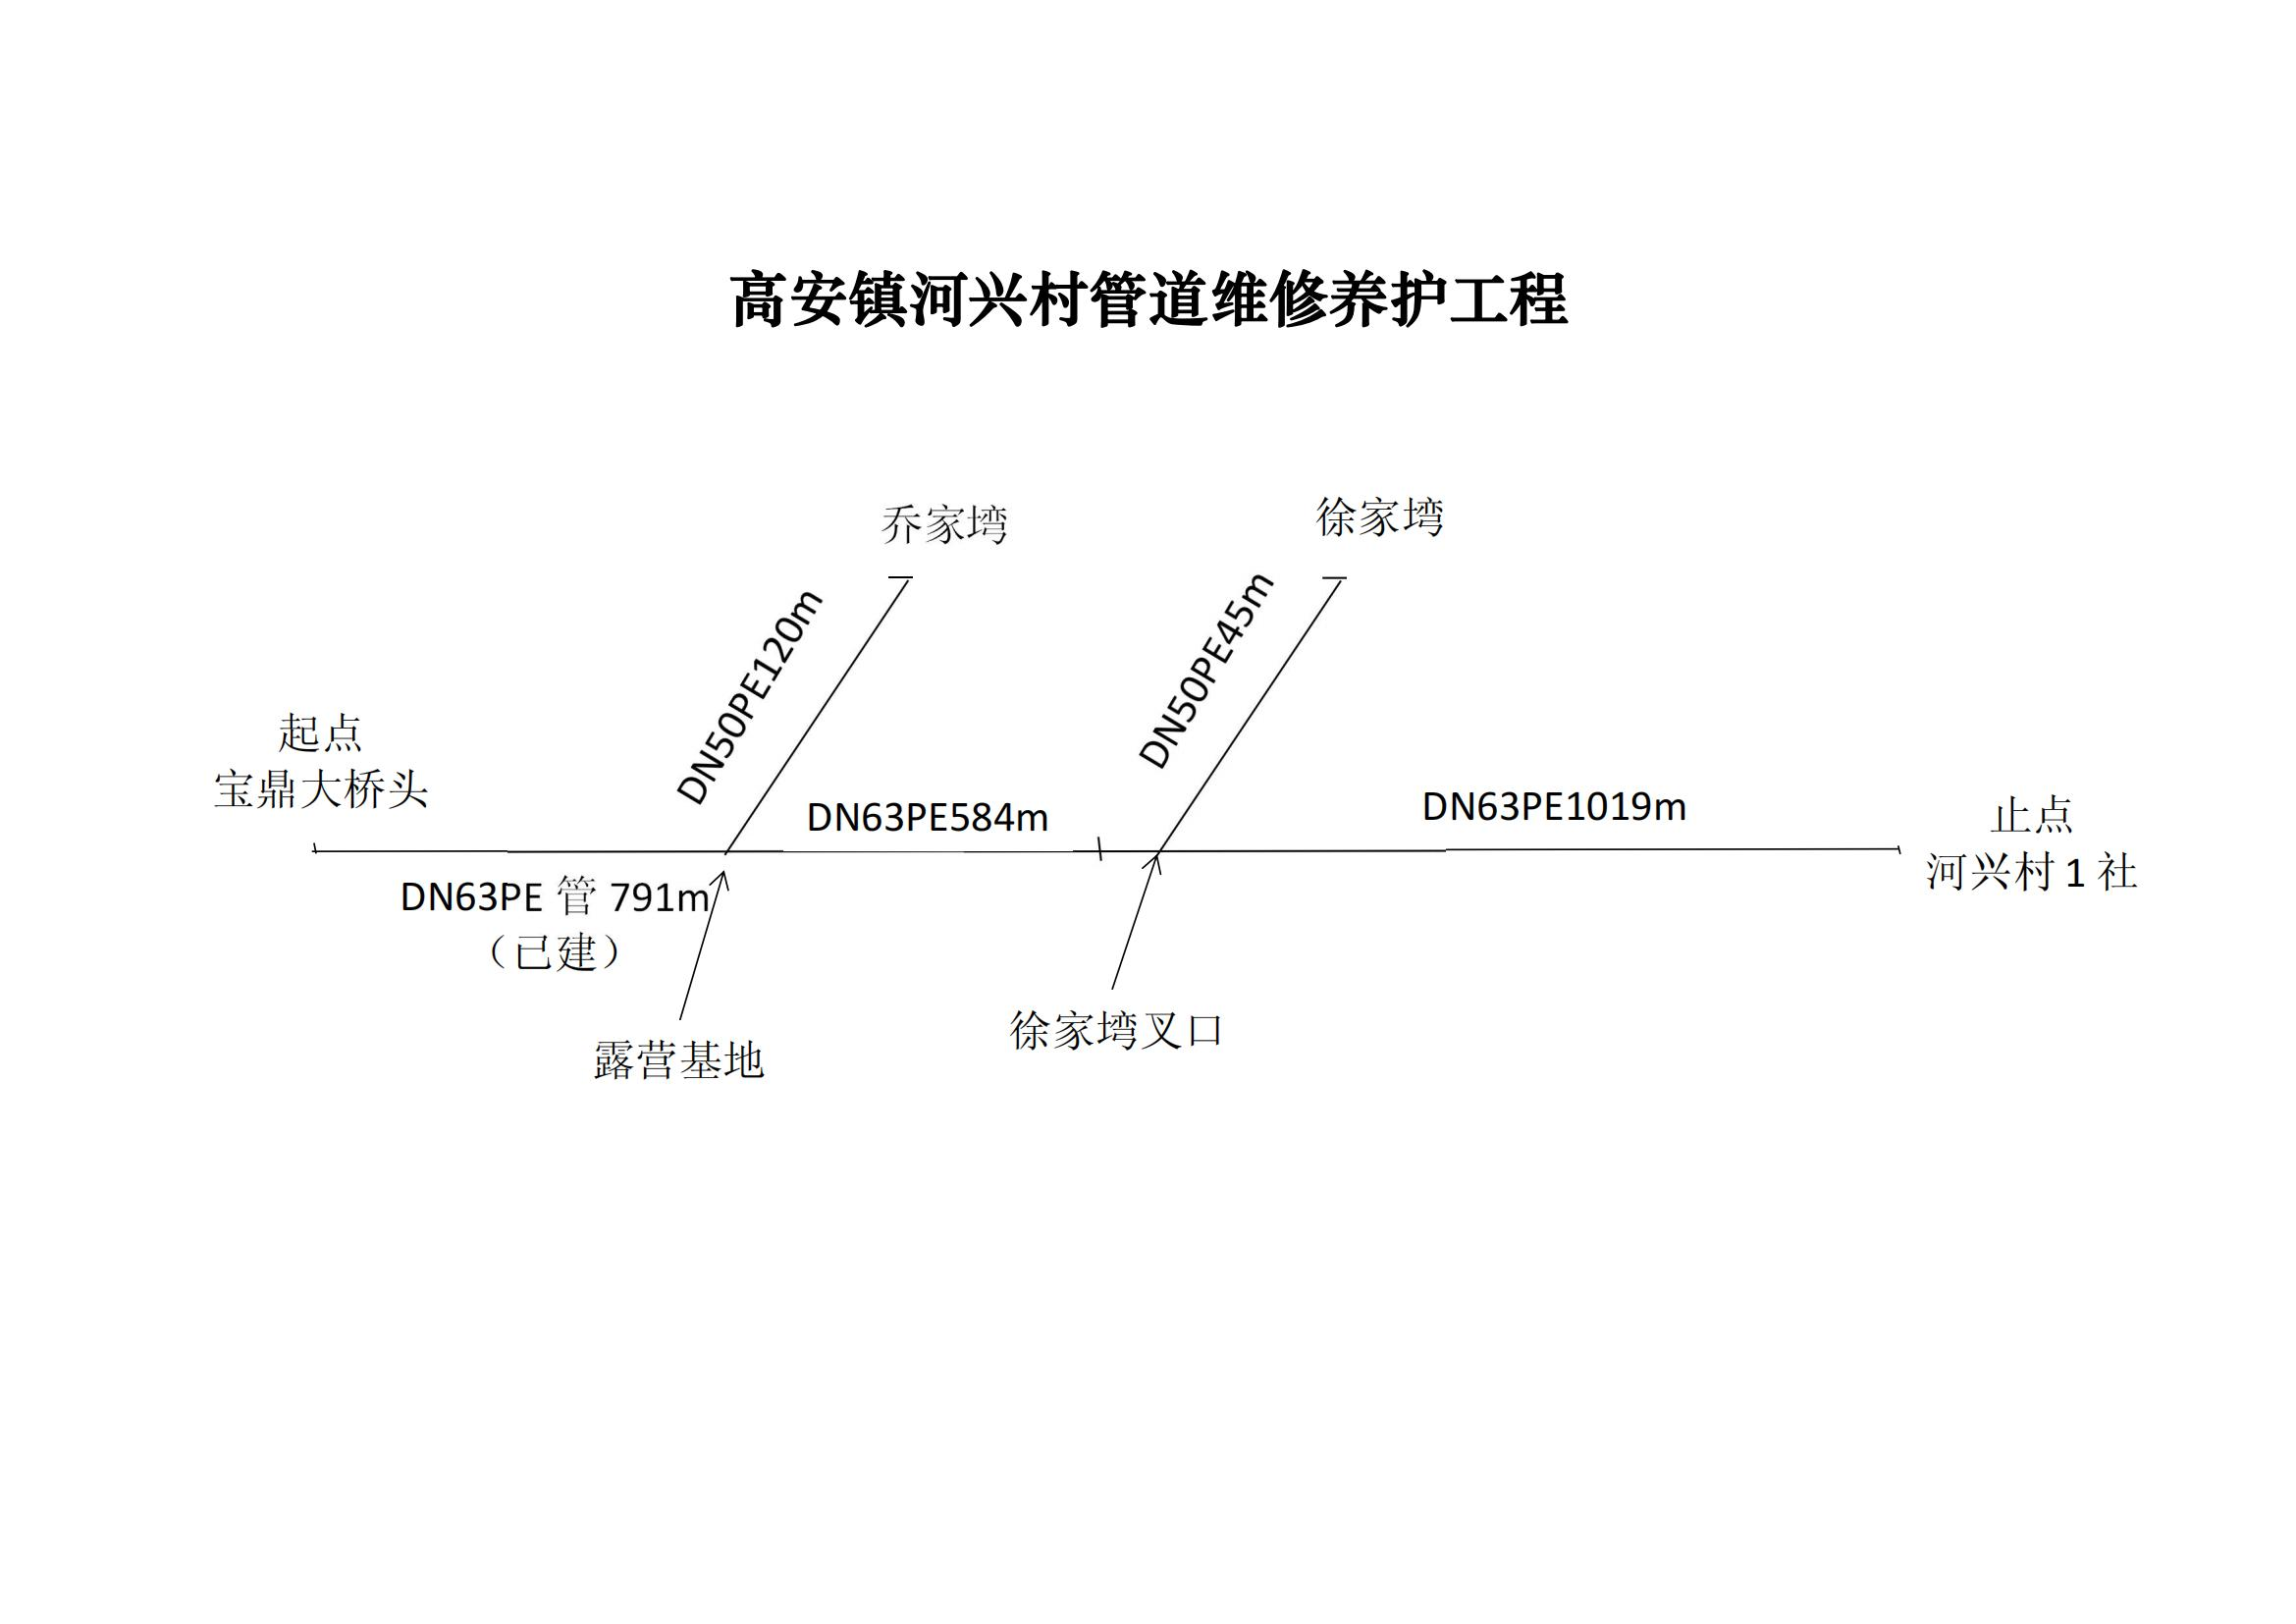 高安镇河兴村管道维修养护工程
乔家塆
徐家塆
DN50PE120m
DN50PE45m
起点
宝鼎大桥头
DN63PE584m
DN63PE1019m
止点
河兴村 1 社
DN63PE 管 791m
（已建）
徐家塆叉口
露营基地